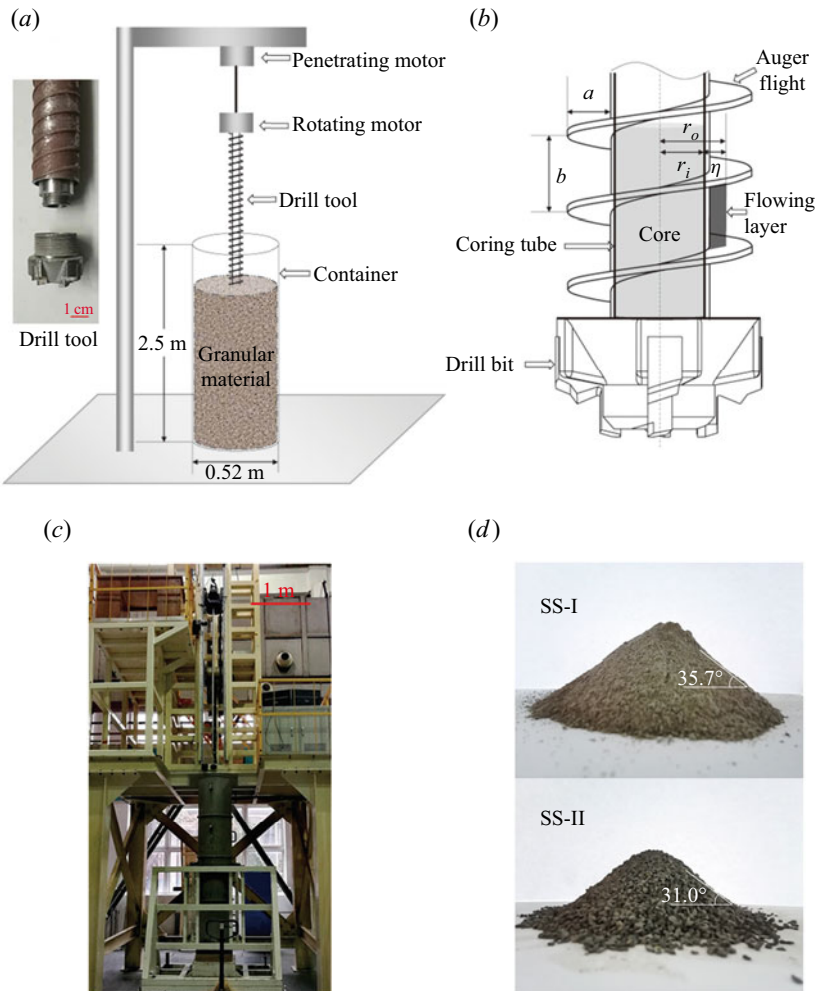 (a)
Penetrating motor
Rotating motor
Drill tool
Container
1 cm
Drill tool
2.5 m
Granular
material
0.52 m
(b)
Auger
flight
a
r_o
r_i
η
b
Flowing
layer
Core
Coring tube
Drill bit
(c)
1 m
(d)
SS-I
35.7°
SS-II
31.0°